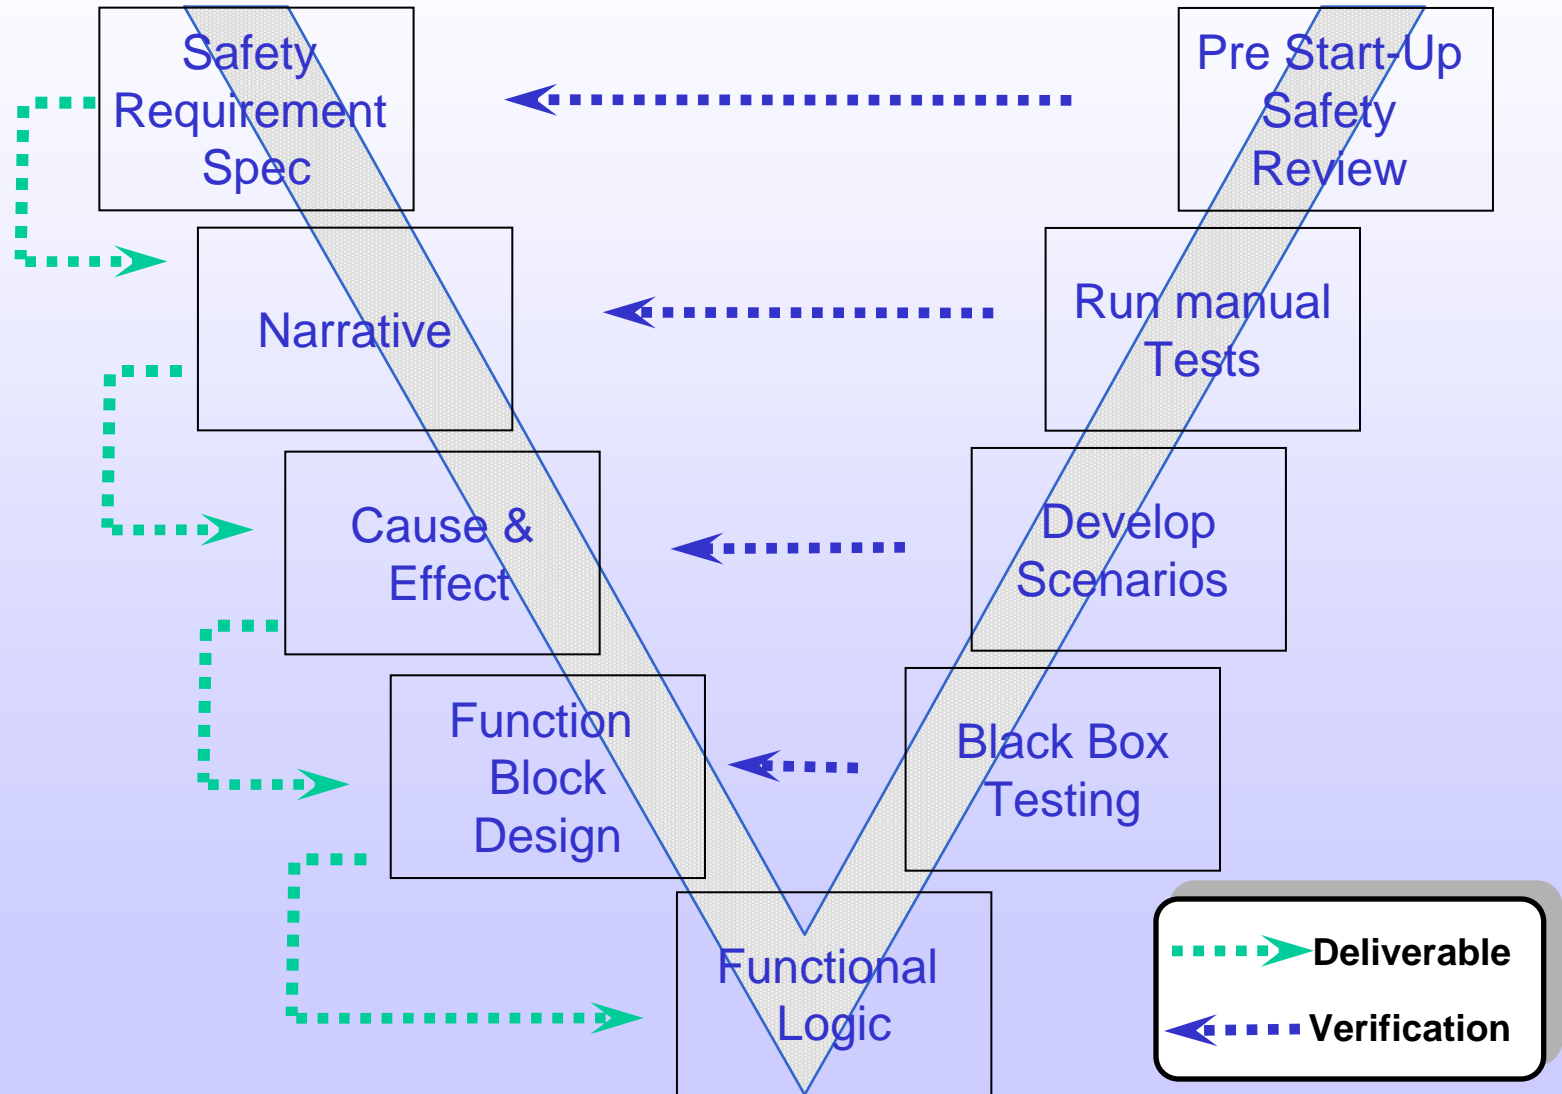 Safety
Requirement
Spec
Pre Start-Up
Safety
Review
Narrative
Run manual
Tests
Cause &
Effect
Develop
Scenarios
Function
Block
Design
Black Box
Testing
Functional
Logic
Deliverable
Verification